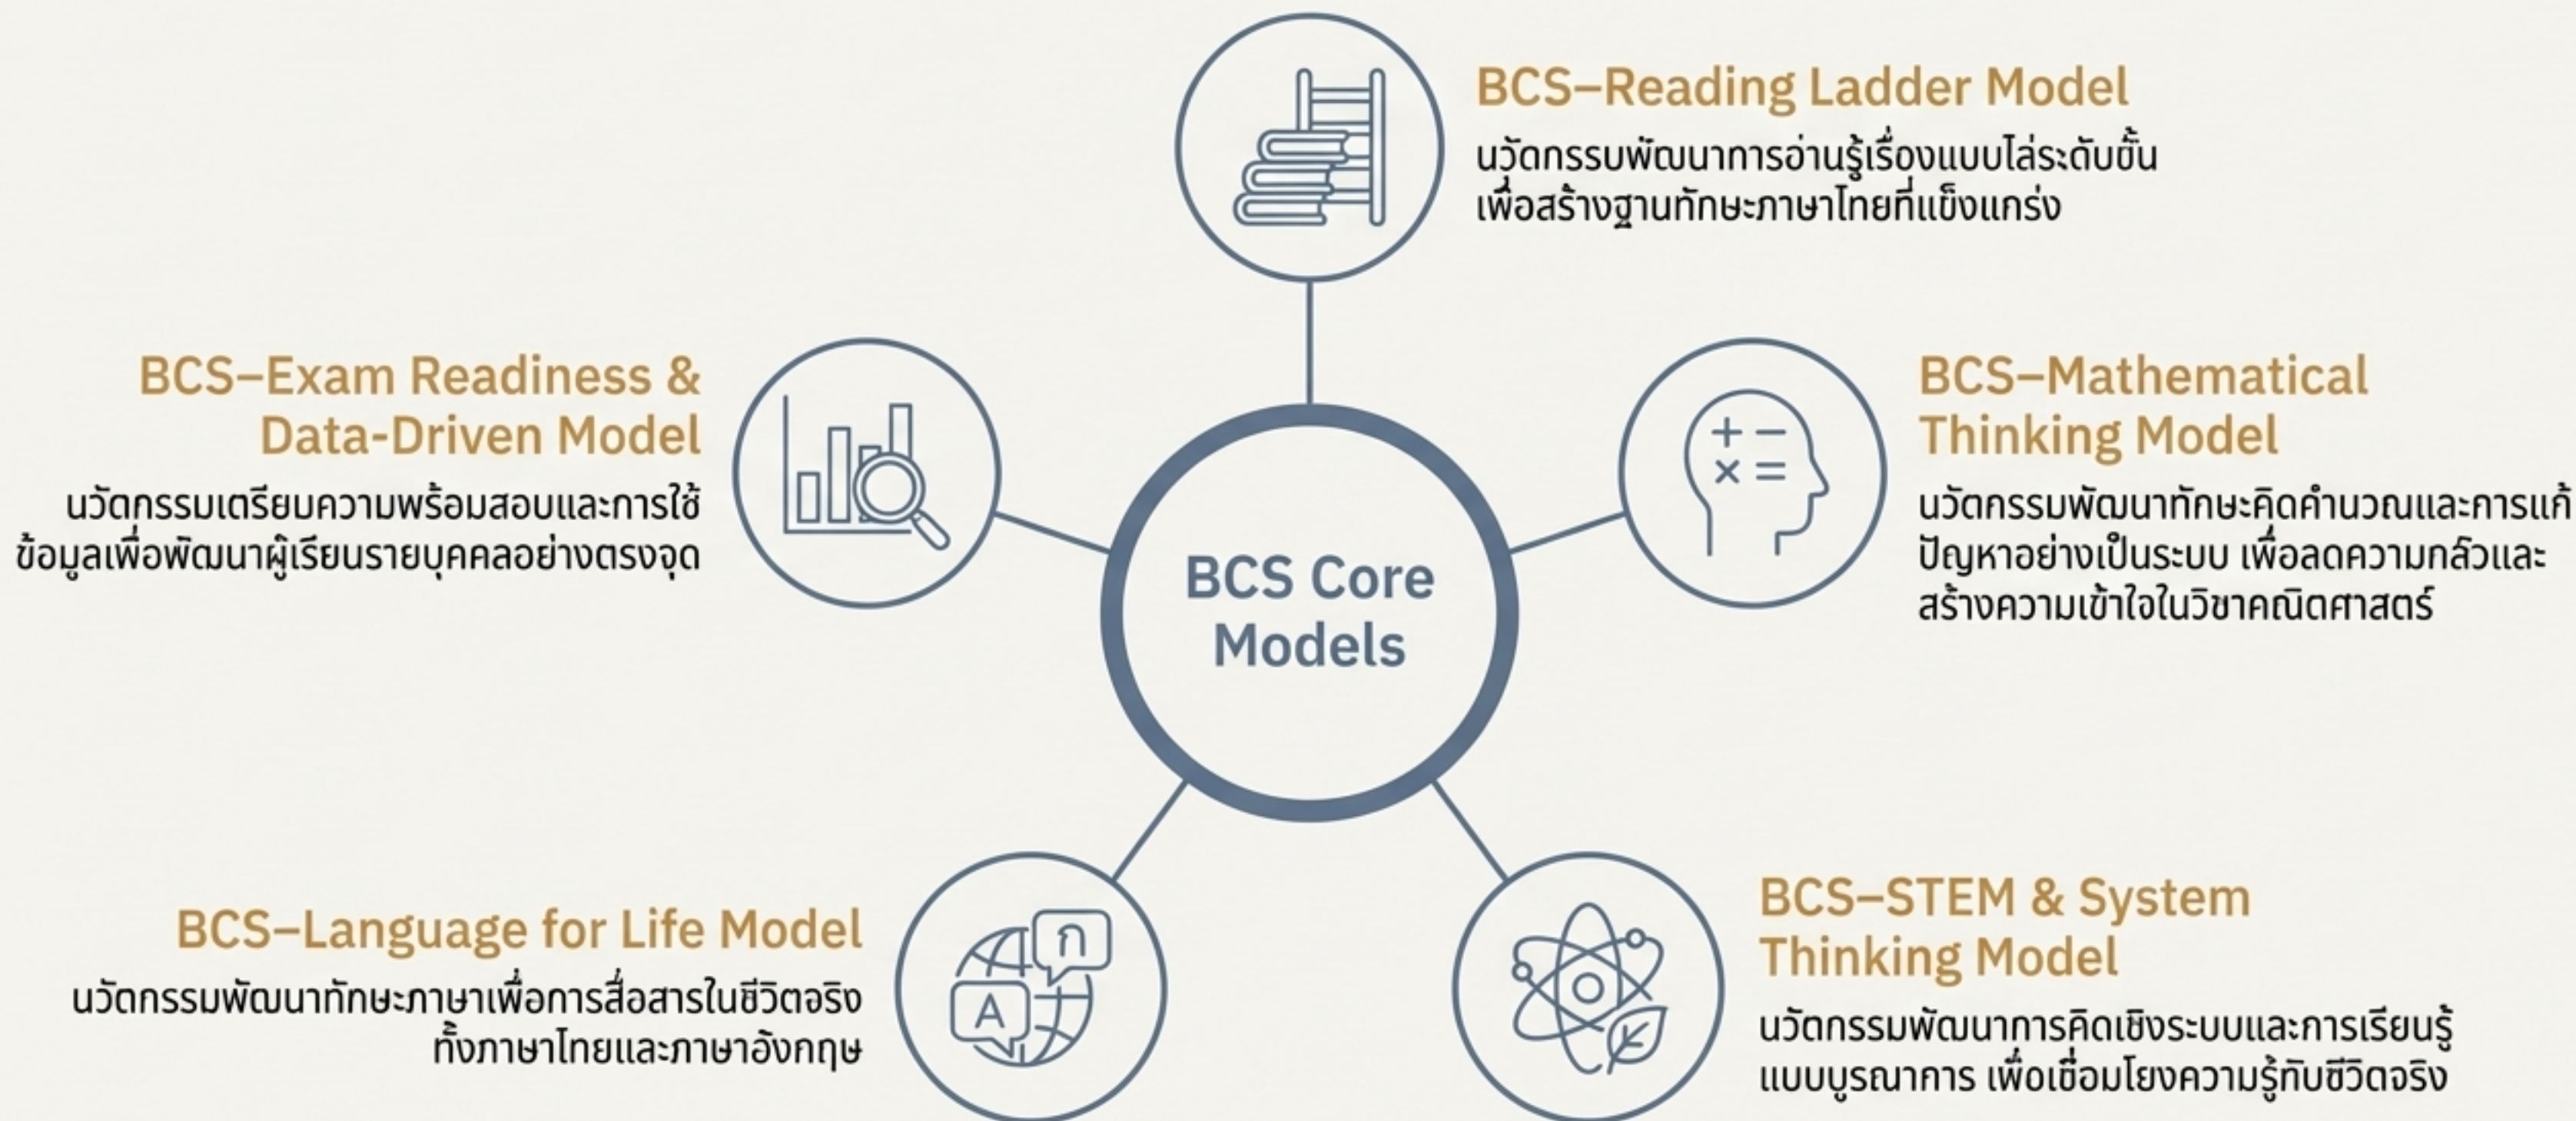 BCS–Reading Ladder Model
นวัดกรรบพัฒนาการอ่านรู้เรื่องแบบไล่ระดับขั้น
เพื่อสร้างฐานทักษะภาษาไทยที่แข็งแกร่ง
BCS–Exam Readiness &
Data-Driven Model
นวัตกรรมเตรียมความพร้อมสอบและการใช้
ข้อมูลเพื่อพัฒนาผู้เรียนรายบุคคลอย่างตรงจุด
BCS–Mathematical
Thinking Model
นวัตกรรมพัฒนาทักษะคิดคำนวณและการแก้
ปัญหาอย่างเป็นระบบ เพื่อลดความกลัวและ
สร้างความเข้าใจในวิชาคณิตศาสตร์
+ −
× =
BCS Core
Models
BCS–Language for Life Model
นวัตกรรมพัฒนาทักษะภาษาเพื่อการสื่อสารในชีวิตจริง
ทั้งภาษาไทยและภาษาอังกฤษ
ก
A
BCS–STEM & System
Thinking Model
นวัตกรรมพัฒนาการคิดเชิงระบบและการเรียนรู้
แบบบูรณาการ เพื่อเชื่อมโยงความรู้กับชีวิตจริง